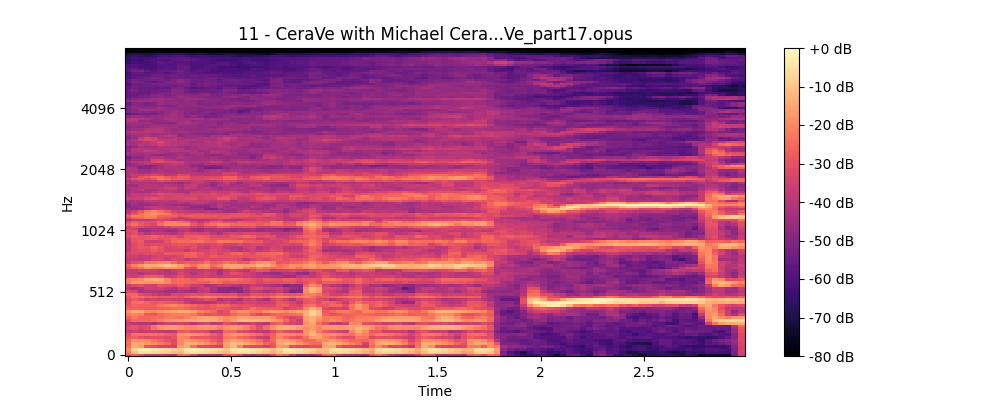 11 - CeraVe with Michael Cera...Ve_part17.opus
Hz
4096
2048
1024
512
0
0
0.5
1
1.5
2
2.5
Time
+0 dB
-10 dB
-20 dB
-30 dB
-40 dB
-50 dB
-60 dB
-70 dB
-80 dB